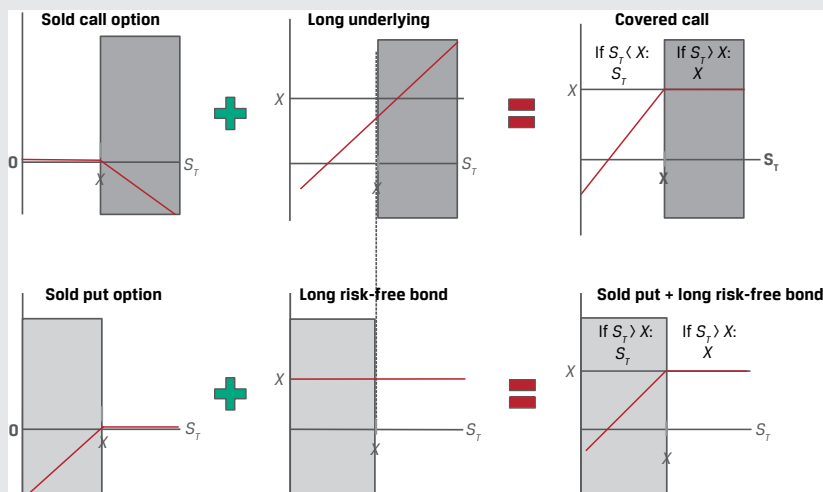 Sold call option
Long underlying
Covered call
If S_T ⟨ X:
S_T
If S_T ⟩ X:
X
X
X
0
X
S_T
X
S_T
X
S_T
Sold put option
Long risk-free bond
Sold put + long risk-free bond
If S_T ⟩ X:
S_T
If S_T ⟩ X:
X
X
X
0
X
S_T
X
S_T
X
S_T